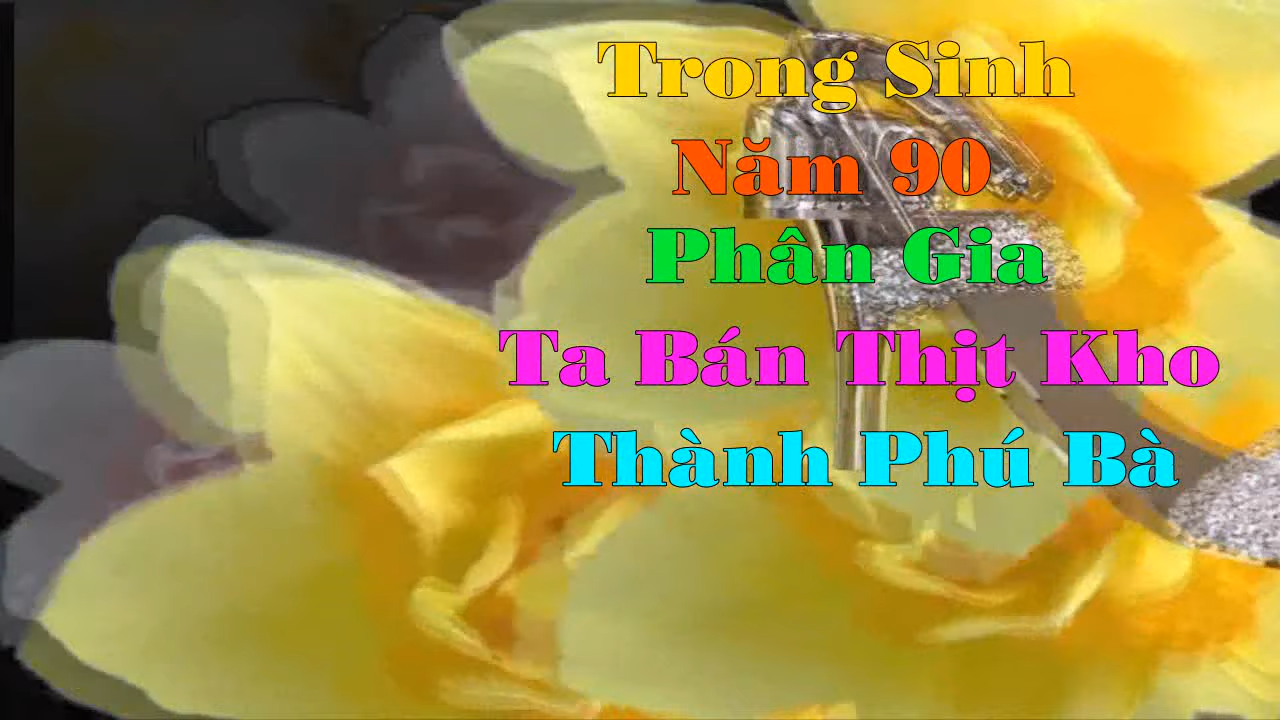 Trong Sinh
Năm 90
Phân Gia
Ta Bán Thịt Kho
Thành Phú Bà